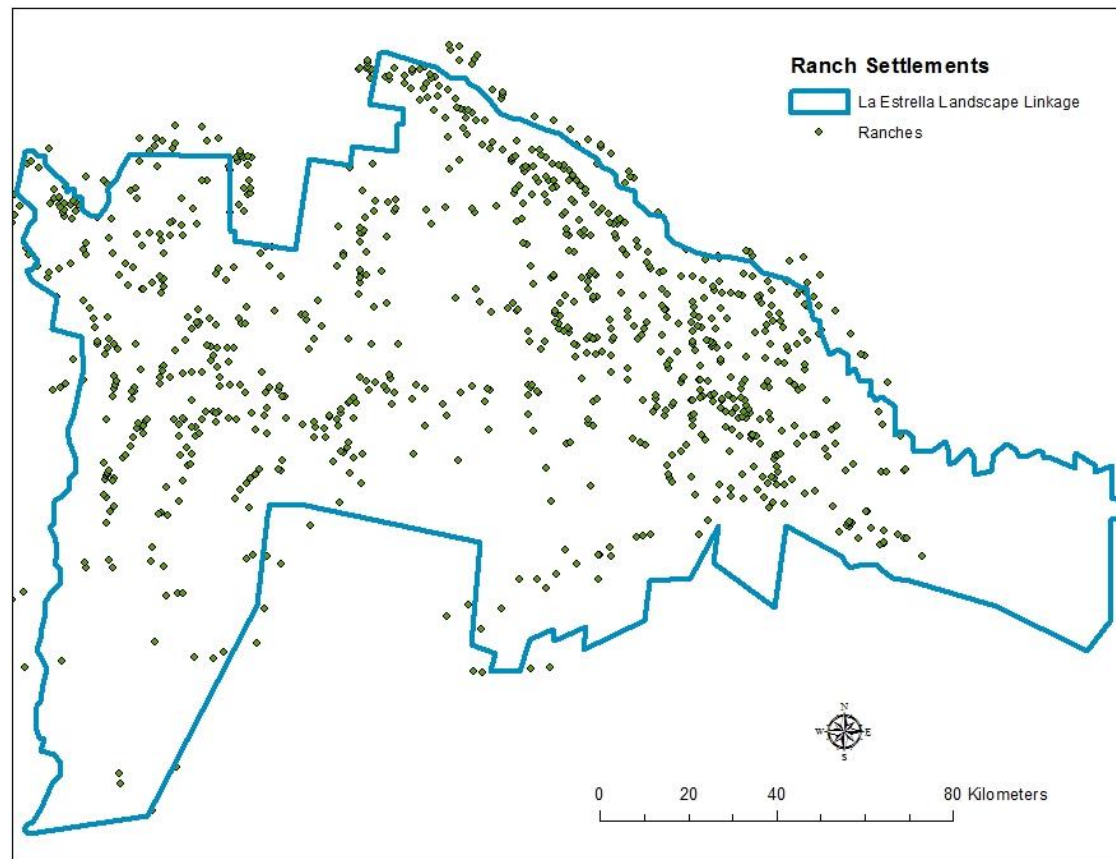 Ranch Settlements
La Estrella Landscape Linkage
Ranches
N
W E
S
0 20 40 80 Kilometers